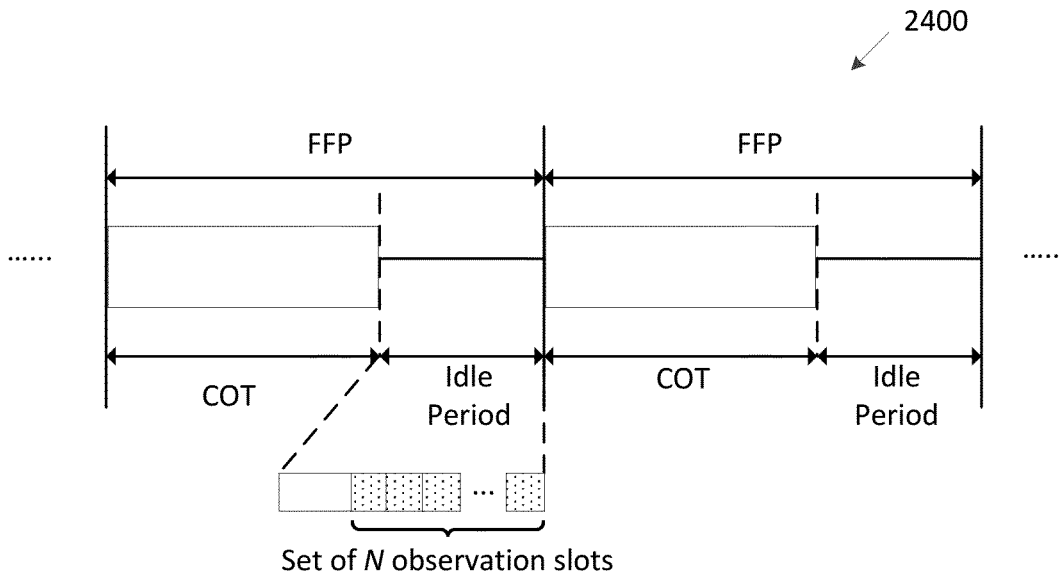 2400
FFP FFP
...... .....
COT Idle Period COT Idle Period
...
Set of N observation slots